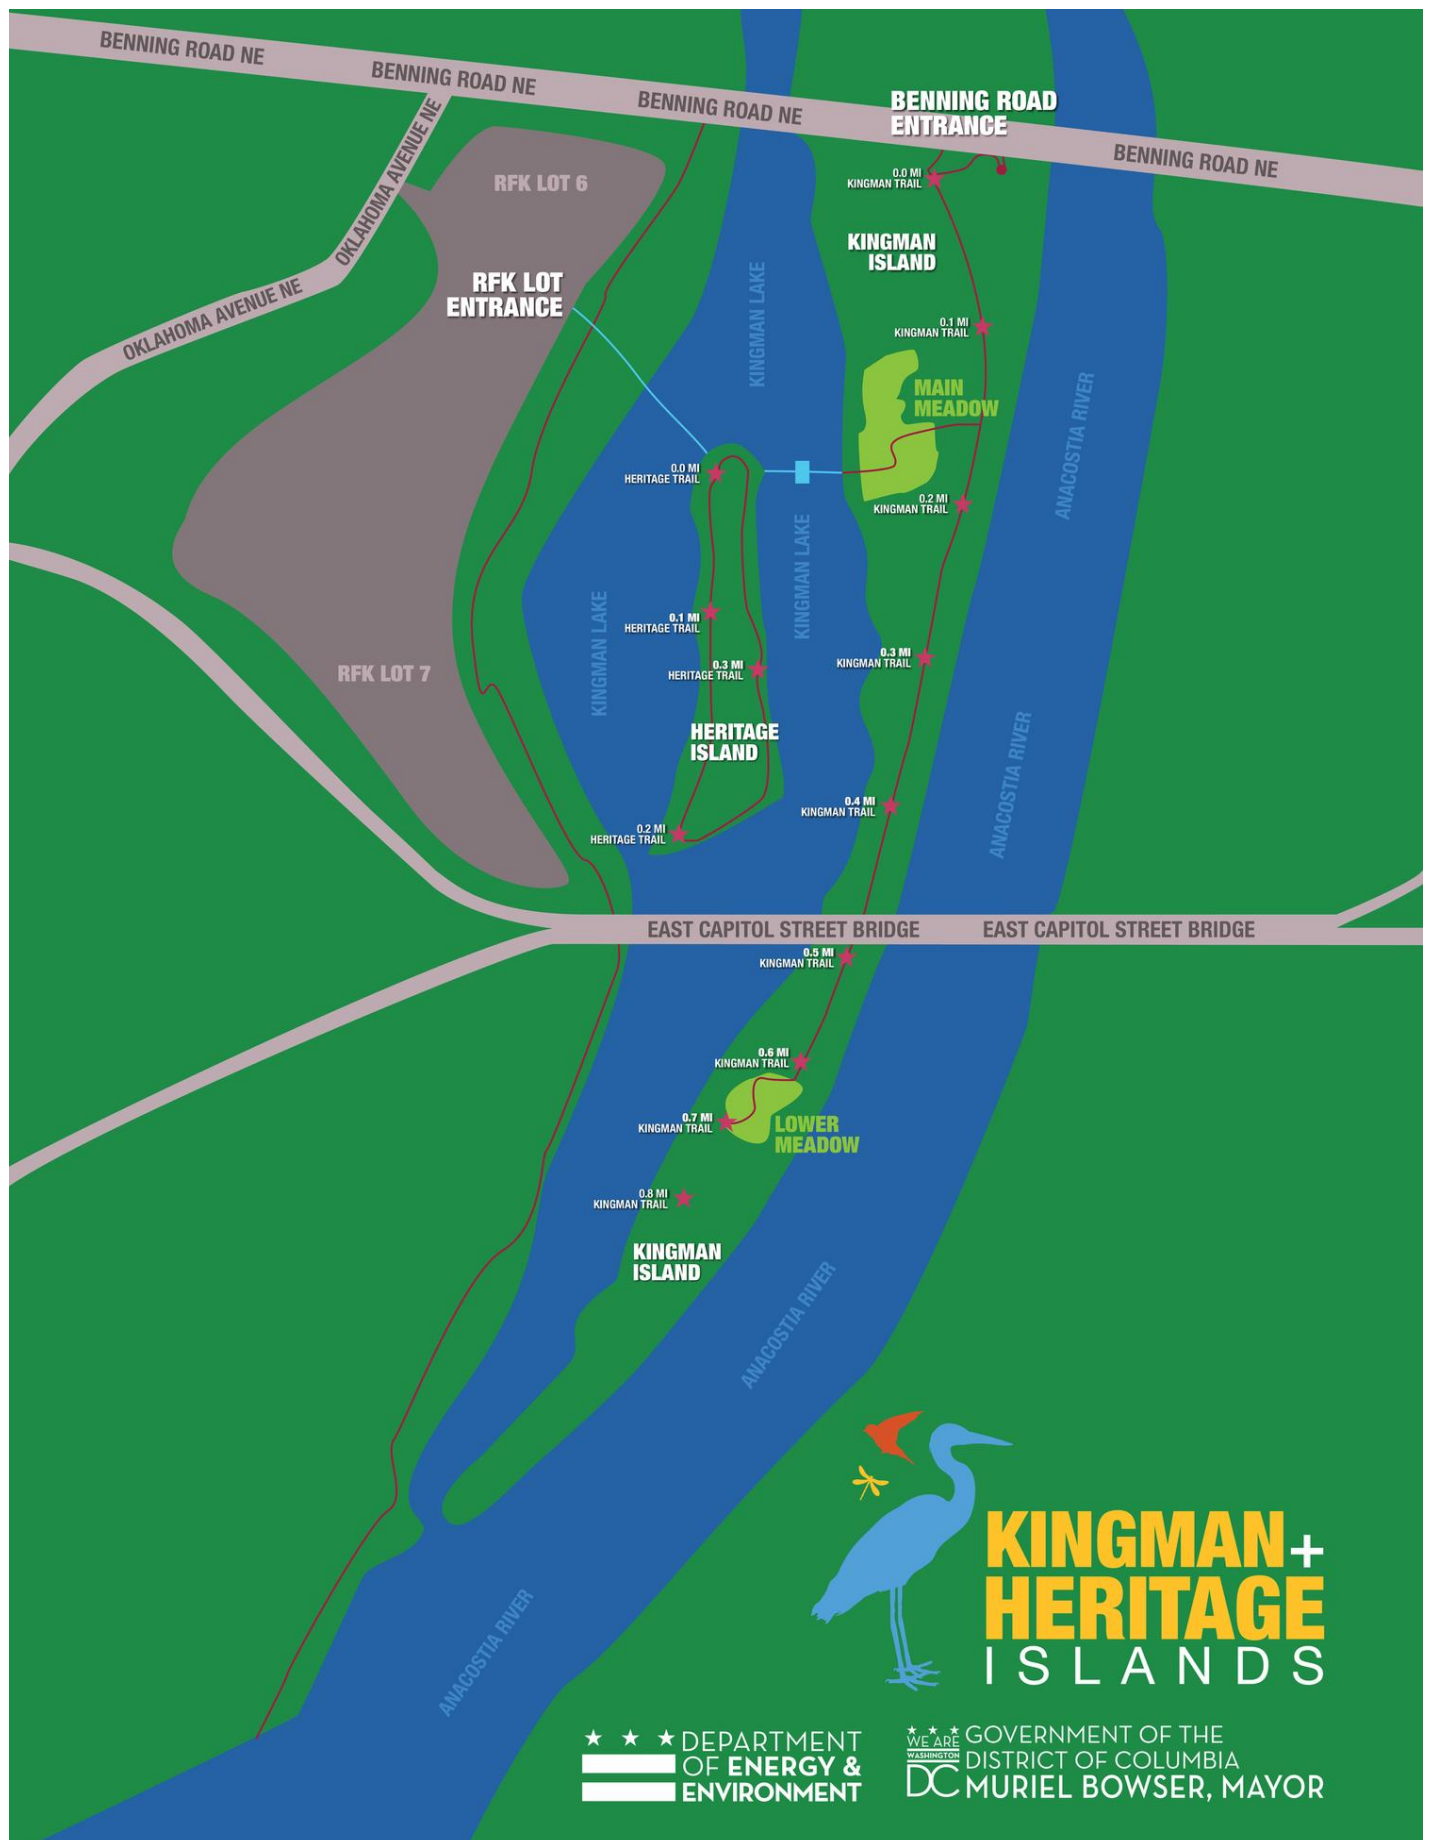 BENNING ROAD NE
BENNING ROAD NE
BENNING ROAD NE
BENNING ROAD
ENTRANCE
BENNING ROAD NE
OKLAHOMA AVENUE NE
OKLAHOMA AVENUE NE
RFK LOT 6
0.0 MI
KINGMAN TRAIL
KINGMAN
ISLAND
RFK LOT
ENTRANCE
KINGMAN LAKE
0.1 MI
KINGMAN TRAIL
MAIN
MEADOW
ANACOSTIA RIVER
0.0 MI
HERITAGE TRAIL
0.2 MI
KINGMAN TRAIL
KINGMAN LAKE
KINGMAN LAKE
0.1 MI
HERITAGE TRAIL
0.3 MI
HERITAGE TRAIL
0.3 MI
KINGMAN TRAIL
RFK LOT 7
HERITAGE
ISLAND
ANACOSTIA RIVER
0.4 MI
KINGMAN TRAIL
0.2 MI
HERITAGE TRAIL
EAST CAPITOL STREET BRIDGE
EAST CAPITOL STREET BRIDGE
0.5 MI
KINGMAN TRAIL
0.6 MI
KINGMAN TRAIL
0.7 MI
KINGMAN TRAIL
LOWER
MEADOW
0.8 MI
KINGMAN TRAIL
KINGMAN
ISLAND
ANACOSTIA RIVER
ANACOSTIA RIVER
KINGMAN+
HERITAGE
ISLANDS
DEPARTMENT
OF ENERGY &
ENVIRONMENT
WE ARE
WASHINGTON
DC
GOVERNMENT OF THE
DISTRICT OF COLUMBIA
MURIEL BOWSER, MAYOR